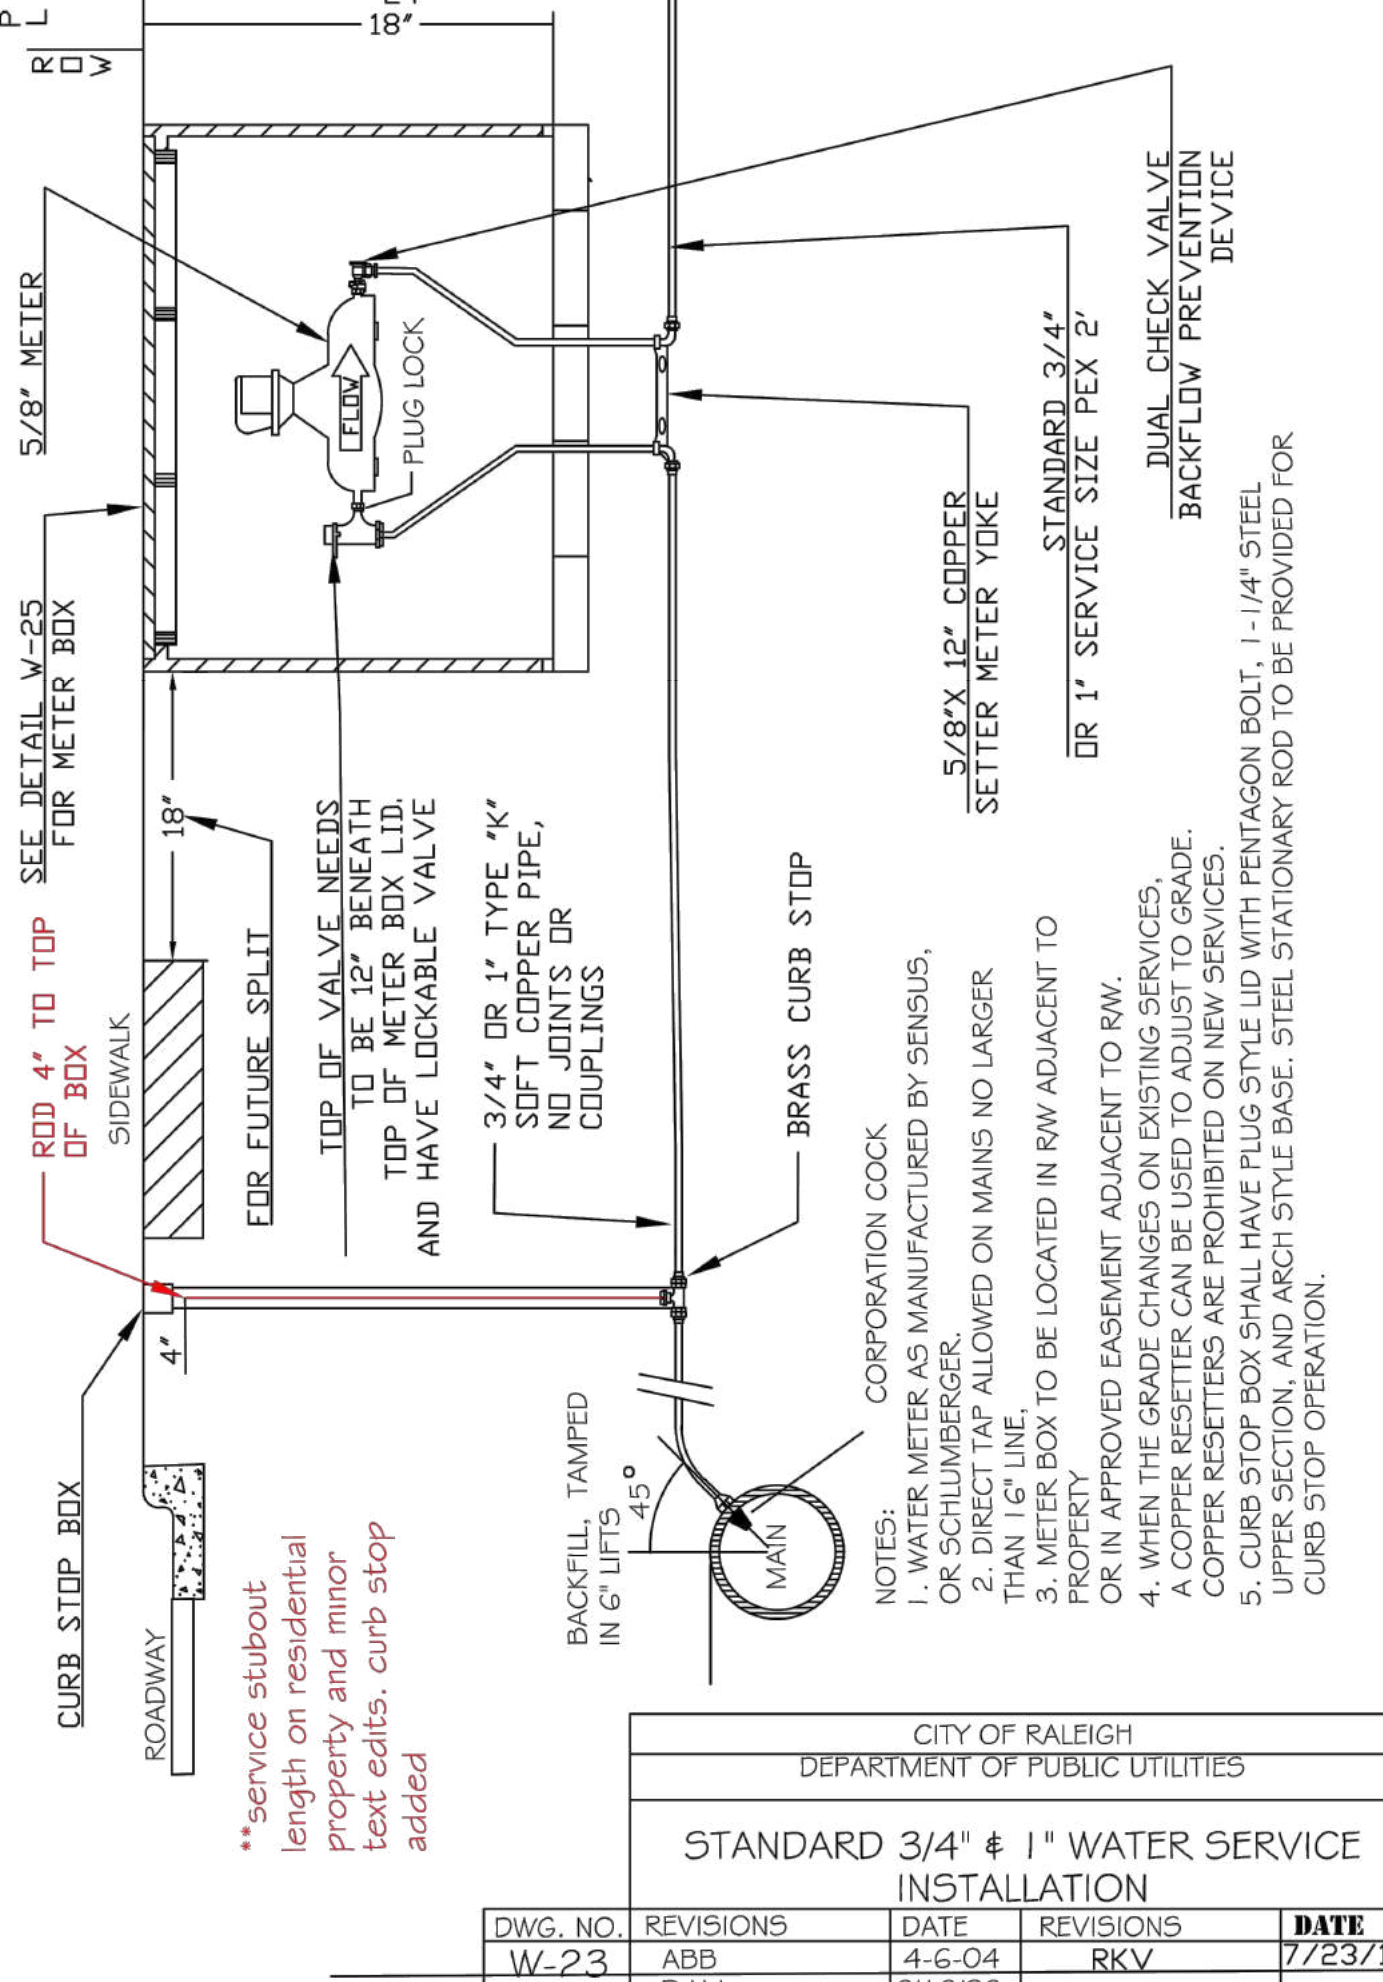 P
L
R
O
W
18"
5/8" METER
SEE DETAIL W-25
FOR METER BOX
ROD 4" TO TOP
OF BOX
SIDEWALK
18"
FOR FUTURE SPLIT
CURB STOP BOX
4"
ROADWAY
**service stubout
length on residential
property and minor
text edits. curb stop
added
FLOW
PLUG LOCK
TOP OF VALVE NEEDS
TO BE 12" BENEATH
TOP OF METER BOX LID.
AND HAVE LOCKABLE VALVE
3/4" OR 1" TYPE "K"
SOFT COPPER PIPE,
NO JOINTS OR
COUPLINGS
BACKFILL, TAMPED
IN 6" LIFTS
45°
MAIN
BRASS CURB STOP
CORPORATION COCK
5/8"X 12" COPPER
SETTER METER YOKE
STANDARD 3/4"
OR 1" SERVICE SIZE PEX 2'
DUAL CHECK VALVE
BACKFLOW PREVENTION
DEVICE
NOTES:
1. WATER METER AS MANUFACTURED BY SENSUS,
OR SCHLUMBERGER.
2. DIRECT TAP ALLOWED ON MAINS NO LARGER
THAN 16" LINE,
3. METER BOX TO BE LOCATED IN R/W ADJACENT TO
PROPERTY
OR IN APPROVED EASEMENT ADJACENT TO R/W.
4. WHEN THE GRADE CHANGES ON EXISTING SERVICES,
A COPPER RESETTER CAN BE USED TO ADJUST TO GRADE.
COPPER RESETTERS ARE PROHIBITED ON NEW SERVICES.
5. CURB STOP BOX SHALL HAVE PLUG STYLE LID WITH PENTAGON BOLT, 1-1/4" STEEL
UPPER SECTION, AND ARCH STYLE BASE. STEEL STATIONARY ROD TO BE PROVIDED FOR
CURB STOP OPERATION.
CITY OF RALEIGH
DEPARTMENT OF PUBLIC UTILITIES
STANDARD 3/4" & 1" WATER SERVICE
INSTALLATION
DWG. NO. REVISIONS DATE REVISIONS DATE
W-23 ABB 4-6-04 RKV 7/23/1